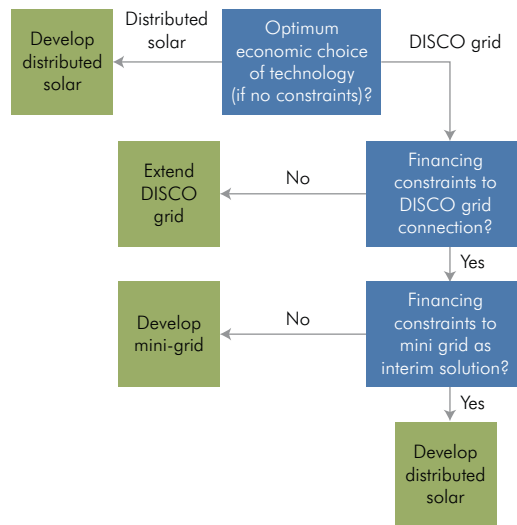 Develop
distributed
solar
Distributed
solar
Optimum
economic choice
of technology
(if no constraints)?
DISCO grid
Extend
DISCO
grid
No
Financing
constraints to
DISCO grid
connection?
Yes
Develop
mini-grid
No
Financing
constraints to
mini grid as
interim solution?
Yes
Develop
distributed
solar